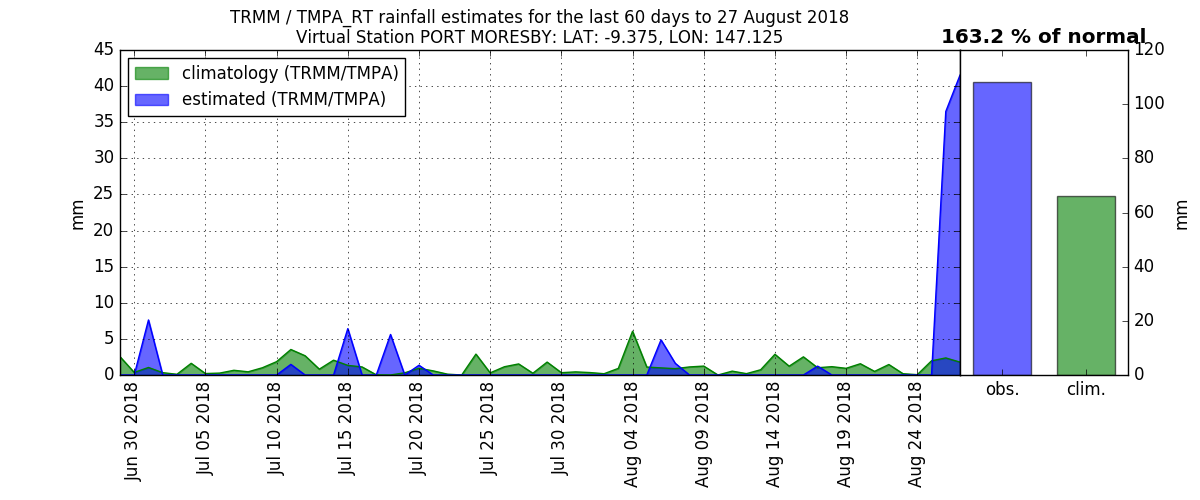 TRMM / TMPA_RT rainfall estimates for the last 60 days to 27 August 2018
Virtual Station PORT MORESBY: LAT: -9.375, LON: 147.125
163.2 % of normal
climatology (TRMM/TMPA)
estimated (TRMM/TMPA)
mm
45
40
35
30
25
20
15
10
5
0
Jun 30 2018
Jul 05 2018
Jul 10 2018
Jul 15 2018
Jul 20 2018
Jul 25 2018
Jul 30 2018
Aug 04 2018
Aug 09 2018
Aug 14 2018
Aug 19 2018
Aug 24 2018
obs.
clim.
120
100
80
60
40
20
0
mm